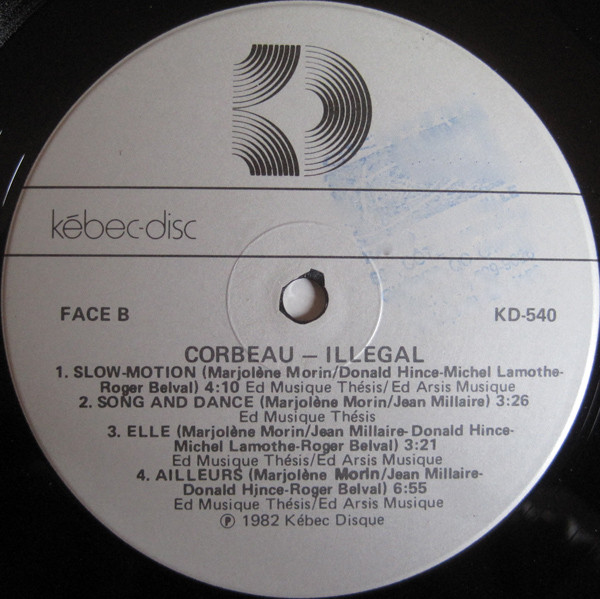 kébec-disc
FACE B
KD-540
CORBEAU – ILLEGAL
1. SLOW-MOTION (Marjolène Morin/Donald Hince-Michel Lamothe-
Roger Belval) 4:10 Ed Musique Thésis/Ed Arsis Musique
2. SONG AND DANCE (Marjolène Morin/Jean Millaire) 3:26
Ed Musique Thésis
3. ELLE (Marjolène Morin/Jean Millaire-Donald Hince-
Michel Lamothe-Roger Belval) 3:21
Ed Musique Thésis/Ed Arsis Musique
4. AILLEURS (Marjolène Morin/Jean Millaire-
Donald Hince-Roger Belval) 6:55
Ed Musique Thésis/Ed Arsis Musique
℗ 1982 Kébec Disque